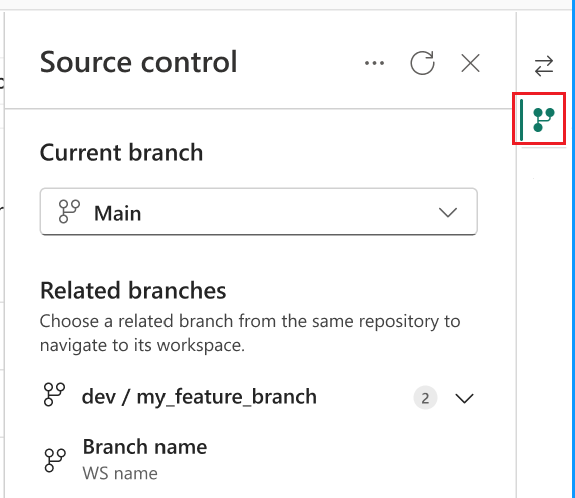 Source control
Current branch
Main
Related branches
Choose a related branch from the same repository to
navigate to its workspace.
dev / my_feature_branch 2
Branch name
WS name